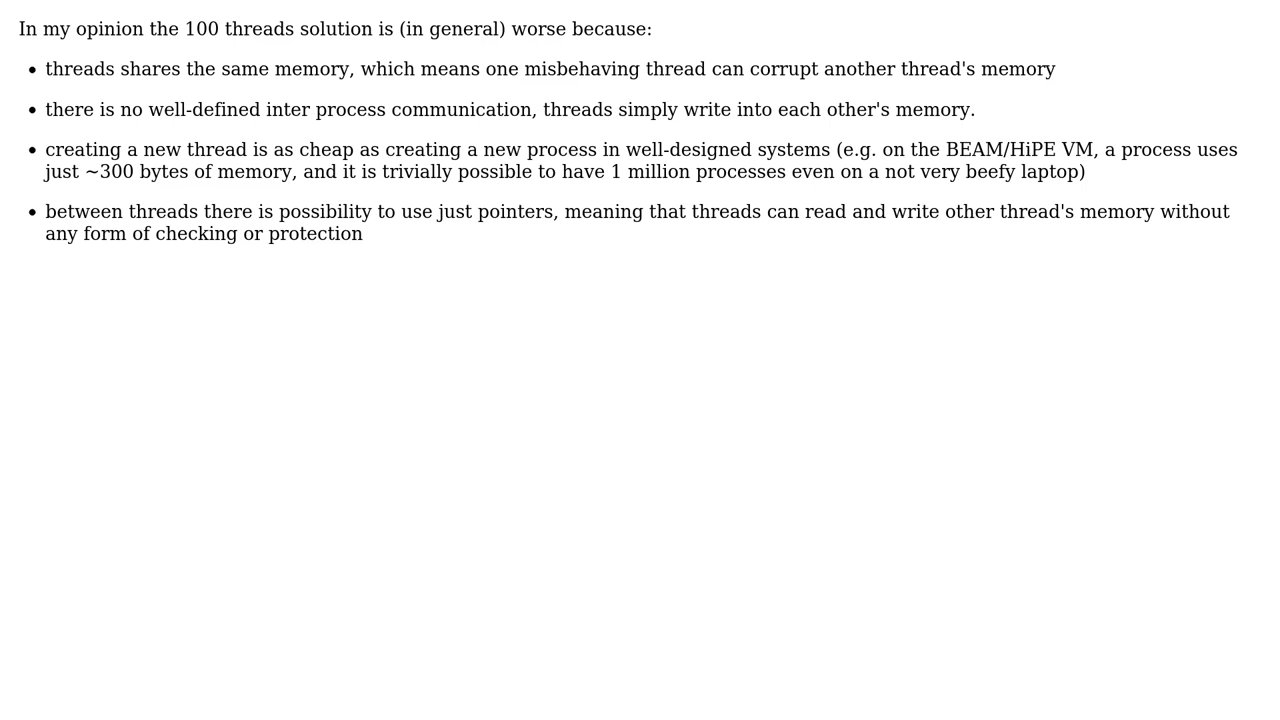 In my opinion the 100 threads solution is (in general) worse because:
• threads shares the same memory, which means one misbehaving thread can corrupt another thread's memory
• there is no well-defined inter process communication, threads simply write into each other's memory.
• creating a new thread is as cheap as creating a new process in well-designed systems (e.g. on the BEAM/HiPE VM, a process uses
just ~300 bytes of memory, and it is trivially possible to have 1 million processes even on a not very beefy laptop)
• between threads there is possibility to use just pointers, meaning that threads can read and write other thread's memory without
any form of checking or protection